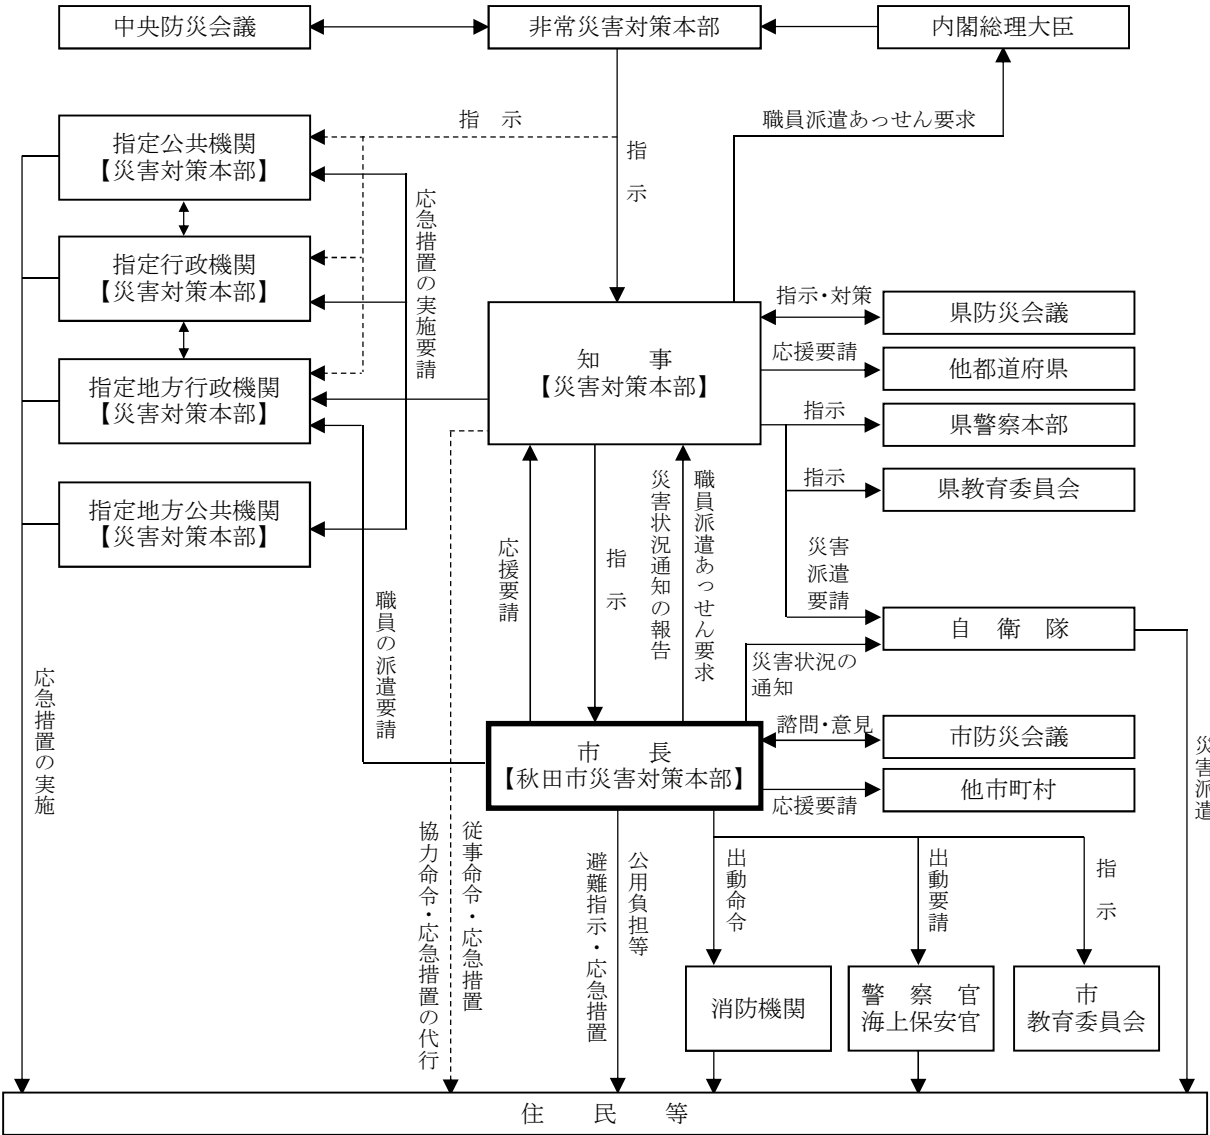 中央防災会議
非常災害対策本部
内閣総理大臣
指　示
職員派遣あっせん要求
指定公共機関
【災害対策本部】
指　示
応急措置の実施要請
指定行政機関
【災害対策本部】
指示・対策
県防災会議
知　　事
【災害対策本部】
応援要請
他都道府県
指定地方行政機関
【災害対策本部】
指示
県警察本部
指示
県教育委員会
指定地方公共機関
【災害対策本部】
応援要請
指　示
災害状況通知の報告
職員派遣あっせん要求
災害
派遣
要請
自　衛　隊
職員の派遣要請
災害状況の
通知
応急措置の実施
市　　長
【秋田市災害対策本部】
諮問・意見
市防災会議
応援要請
他市町村
災害派遣
協力命令・応急措置の代行
従事命令・応急措置
避難指示・応急措置
公用負担等
出動命令
出動要請
指　示
消防機関
警　察　官
海上保安官
市
教育委員会
住　　民　　等